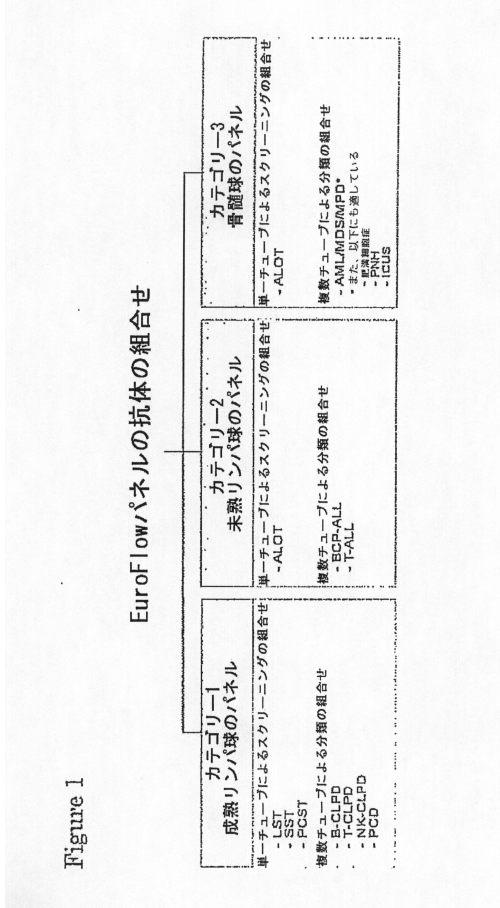 Figure 1
EuroFlowパネルの抗体の組合せ
カテゴリー1
成熟リンパ球のパネル
単一チューブによるスクリーニングの組合せ
- LST
- SST
- PCST
複数チューブによる分類の組合せ
- B-CLPD
- T-CLPD
- NK-CLPD
- PCD
カテゴリー2
未熟リンパ球のパネル
単一チューブによるスクリーニングの組合せ
- ALOT
複数チューブによる分類の組合せ
- BCP-ALL
- T-ALL
カテゴリー3
骨髄球のパネル
単一チューブによるスクリーニングの組合せ
- ALOT
複数チューブによる分類の組合せ
- AML/MDS/MPD*
* また、以下にも適している
- 肥満細胞症
- PNH
- ICUS